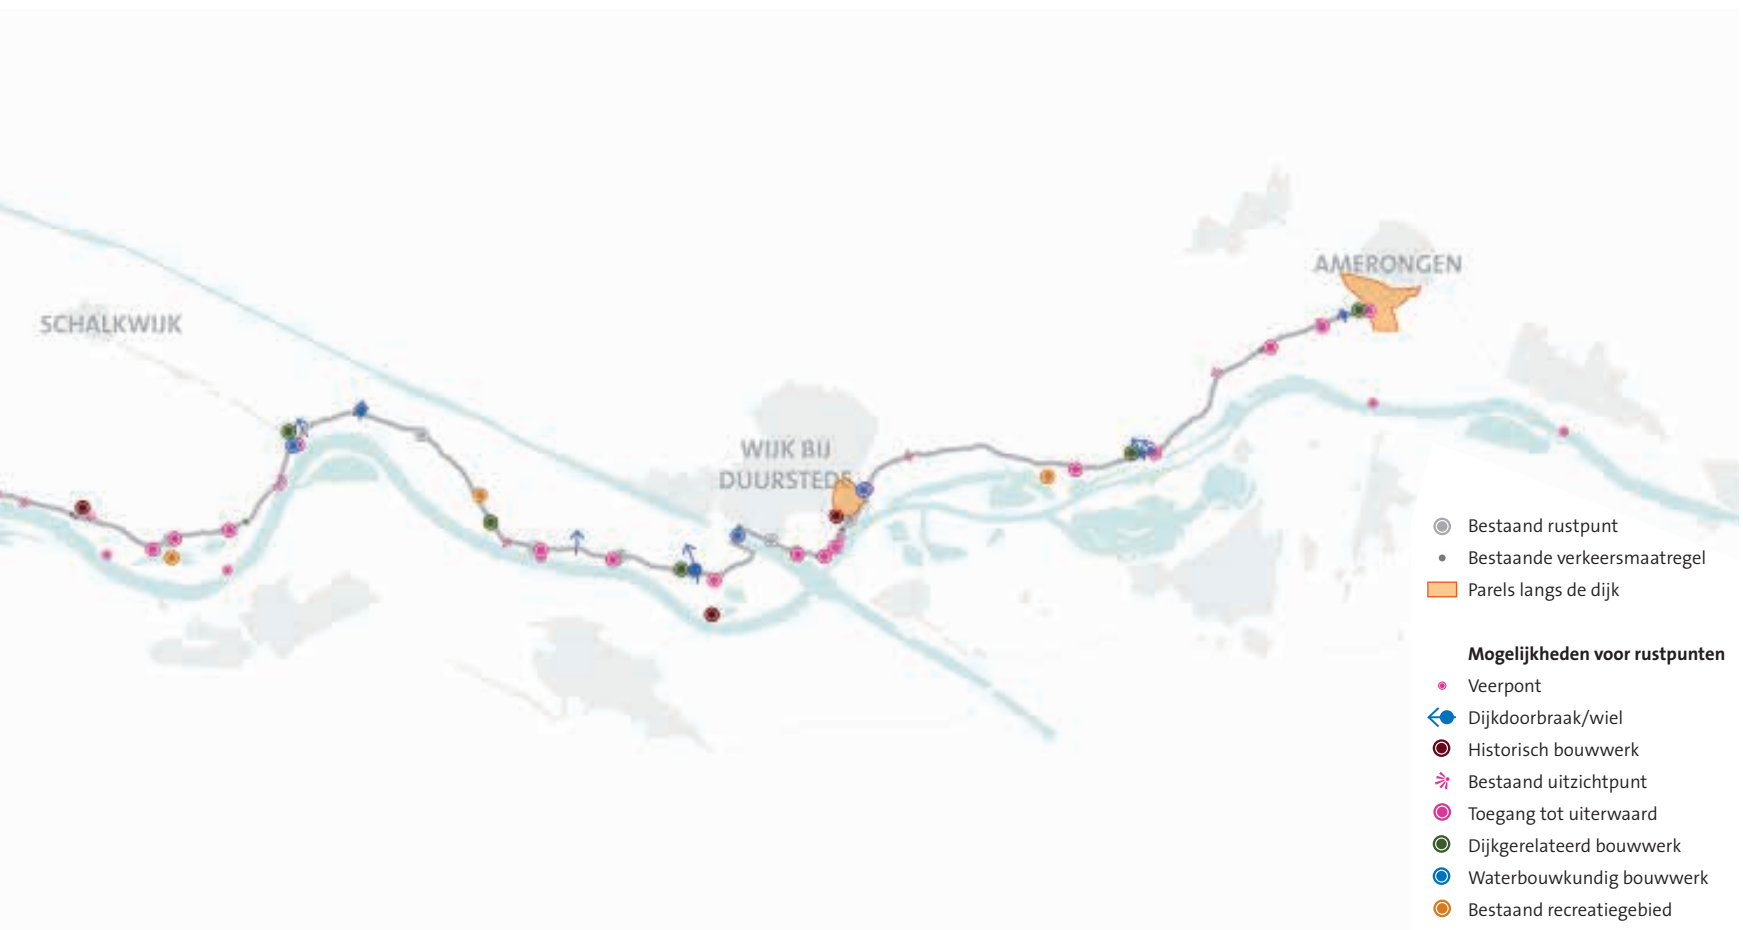 AMERONGEN
SCHALKWIJK
WIJK BIJ
DUURSTEDE
Bestaand rustpunt
Bestaande verkeersmaatregel
Parels langs de dijk
Mogelijkheden voor rustpunten
Veerpont
Dijkdoorbraak/wiel
Historisch bouwwerk
Bestaand uitzichtpunt
Toegang tot uiterwaard
Dijkgerelateerd bouwwerk
Waterbouwkundig bouwwerk
Bestaand recreatiegebied